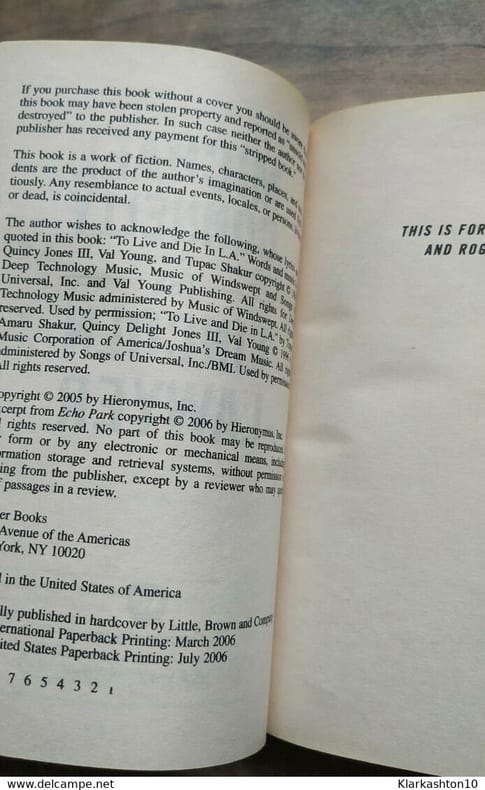 If you purchase this book without a cover you should be
this book may have been stolen property and reported as
destroyed" to the publisher. In such case neither the author
publisher has received any payment for this "stripped book."
This book is a work of fiction. Names, characters, places, and
dents are the product of the author's imagination or are used
tiously. Any resemblance to actual events, locales, or persons,
or dead, is coincidental.
The author wishes to acknowledge the following, whose lyrics
quoted in this book: "To Live and Die In L.A." Words and
Quincy Jones III, Val Young, and Tupac Shakur copyright ©
Deep Technology Music, Music of Windswept and Songs
Universal, Inc. and Val Young Publishing. All rights for
Technology Music administered by Music of Windswept. All
reserved. Used by permission; "To Live and Die in L.A." by
Amaru Shakur, Quincy Delight Jones III, Val Young ©
Music Corporation of America/Joshua's Dream Music. All
administered by Songs of Universal, Inc./BMI. Used by
ll rights reserved.
opyright © 2005 by Hieronymus, Inc.
xcerpt from Echo Park copyright © 2006 by Hieronymus, Inc.
l rights reserved. No part of this book may be reproduced
form or by any electronic or mechanical means,
ormation storage and retrieval systems, without
ing from the publisher, except by a reviewer who may
f passages in a review.
er Books
Avenue of the Americas
ork, NY 10020
in the United States of America
lly published in hardcover by Little, Brown and Company
ernational Paperback Printing: March 2006
ited States Paperback Printing: July 2006
7 6 5 4 3 2 1
THIS IS FOR
AND ROG
delcampe.net
Klarkashton10